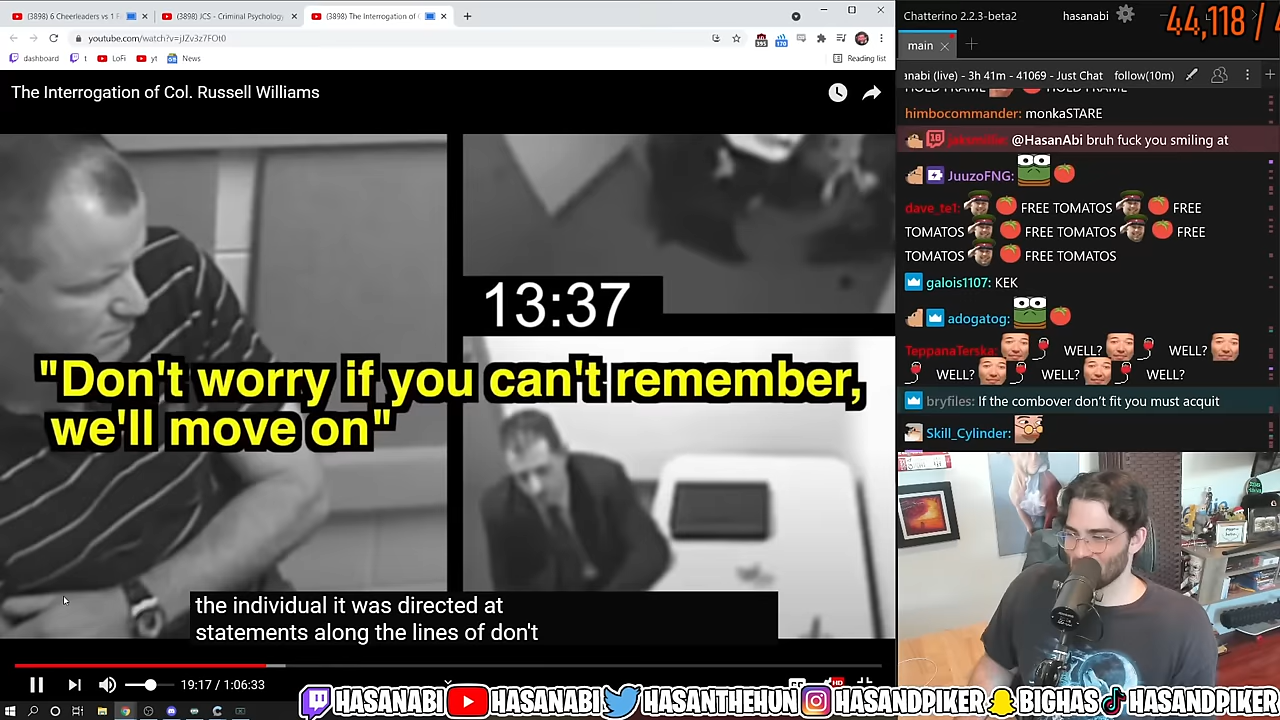 (3898) 6 Cheerleaders vs 1 F
(3898) JCS - Criminal Psychology
(3898) The Interrogation of
youtube.com/watch?v=jJZv3z7FOt0
dashboard
t
LoFi
yt
News
Reading list
The Interrogation of Col. Russell Williams
13:37
"Don't worry if you can't remember,
we'll move on"
the individual it was directed at
statements along the lines of don't
19:17 / 1:06:33
HASANABI
HASANABI
HASANTHEHUN
HASANDPIKER
BIGHAS
HASANDPIKER
Chatterino 2.2.3-beta2
hasanabi
44,118 /
main
anabi (live) - 3h 41m - 41069 - Just Chat
follow(10m)
HOLD FRAME HOLD FRAME
himbocommander: monkaSTARE
@HasanAbi bruh fuck you smiling at
JuuzoFNG:
dave_te1: FREE TOMATOS FREE
TOMATOS FREE TOMATOS FREE
TOMATOS FREE TOMATOS
galois1107: KEK
adogatog:
TeppanaTerska: WELL? WELL?
WELL? WELL? WELL?
bryfiles: If the combover don't fit you must acquit
Skill_Cylinder: